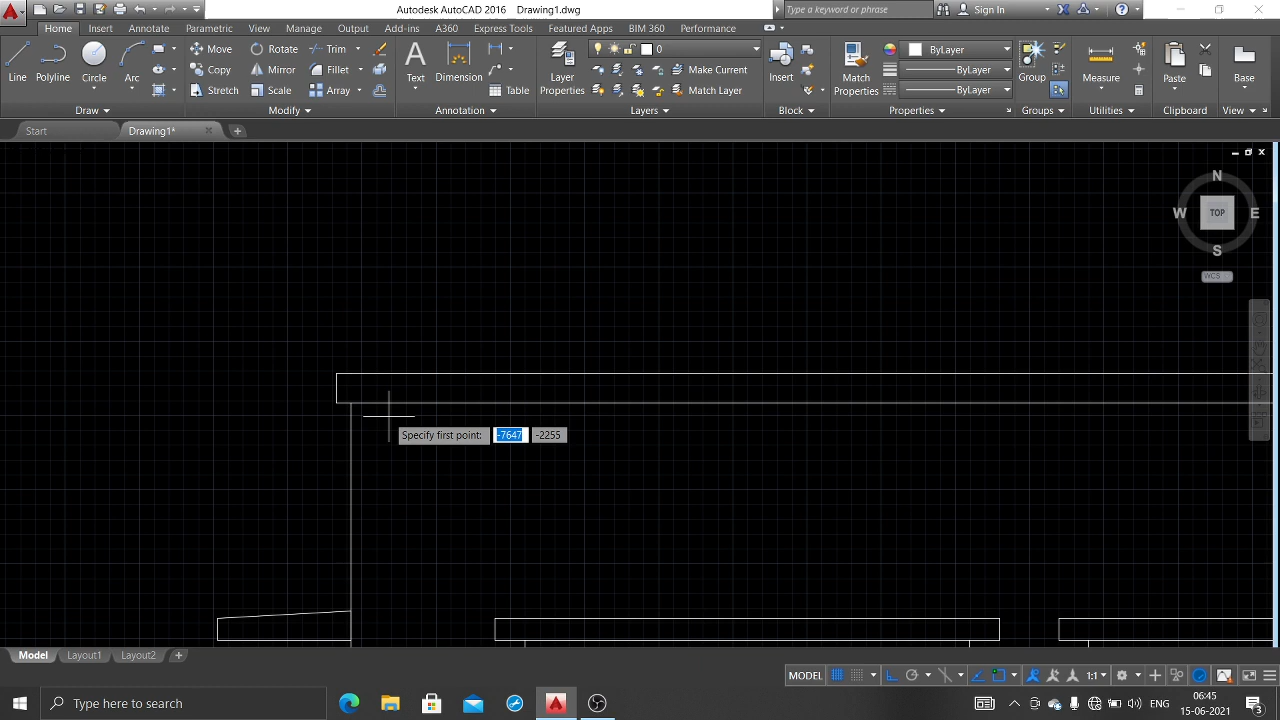 Autodesk AutoCAD 2016 Drawing1.dwg
Type a keyword or phrase
Sign In
Home Insert Annotate Parametric View Manage Output Add-ins A360 Express Tools Featured Apps BIM 360 Performance
Line
Polyline
Circle
Arc
Move
Rotate
Trim
Copy
Mirror
Fillet
Stretch
Scale
Array
Text
Dimension
Table
Layer
Properties
0
Make Current
Match Layer
Insert
Match
Properties
ByLayer
ByLayer
ByLayer
Group
Measure
Paste
Base
Draw Modify Annotation Layers Block Properties Groups Utilities Clipboard View
Start
Drawing1*
N
W
TOP
E
S
WCS
Specify first point: -7647 -2255
Model Layout1 Layout2
MODEL
1:1
Type here to search
ENG
06:45
15-06-2021
3